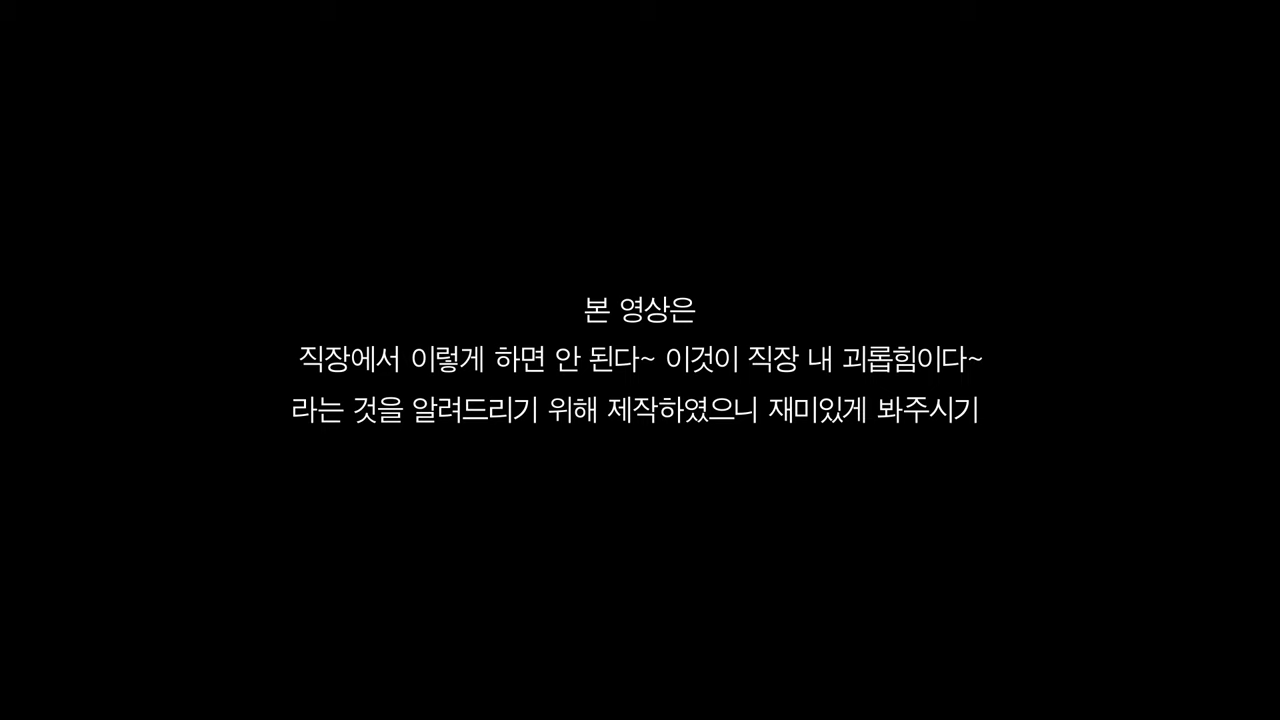 본 영상은
직장에서 이렇게 하면 안 된다~ 이것이 직장 내 괴롭힘이다~
라는 것을 알려드리기 위해 제작하였으니 재미있게 봐주시기